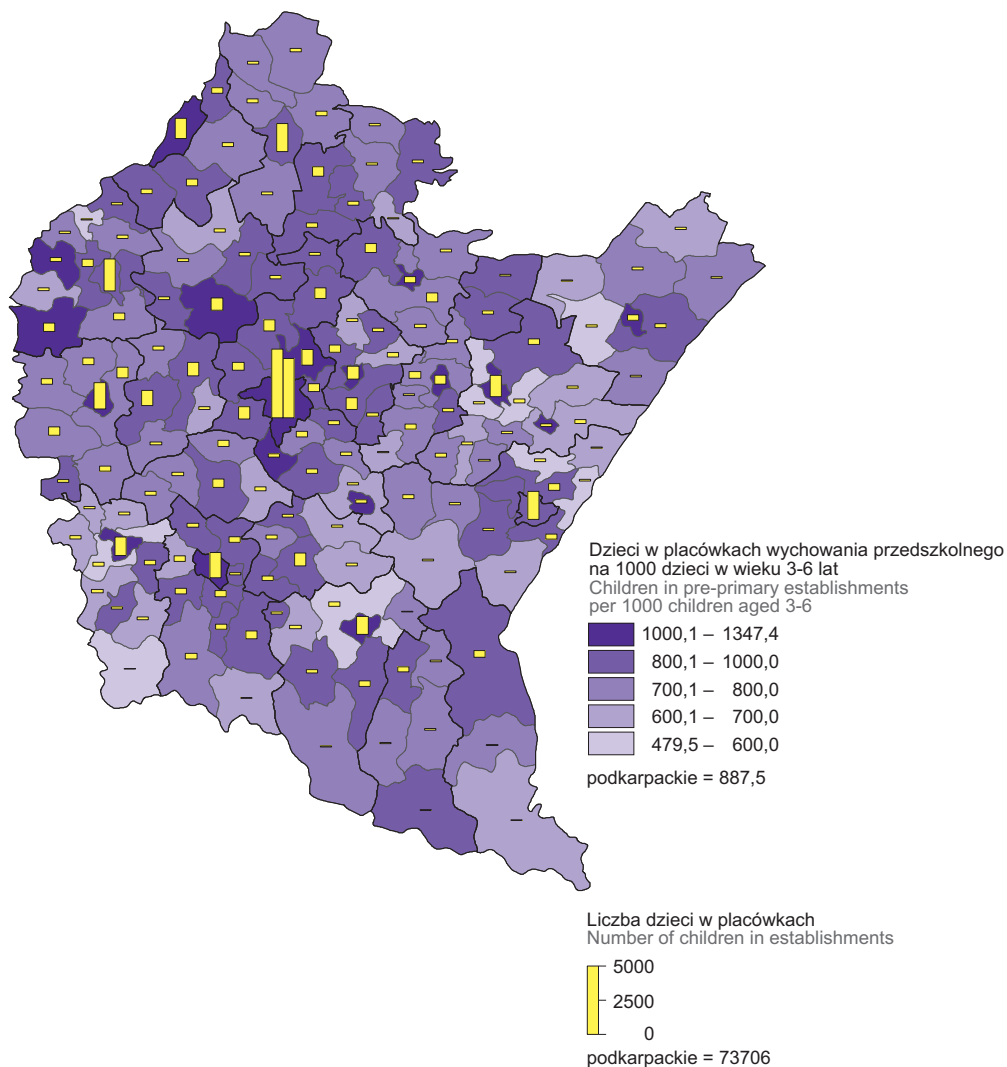 Dzieci w placówkach wychowania przedszkolnego
na 1000 dzieci w wieku 3-6 lat
Children in pre-primary establishments
per 1000 children aged 3-6
1000,1 – 1347,4
800,1 – 1000,0
700,1 – 800,0
600,1 – 700,0
479,5 – 600,0
podkarpackie = 887,5
Liczba dzieci w placówkach
Number of children in establishments
5000
2500
0
podkarpackie = 73706